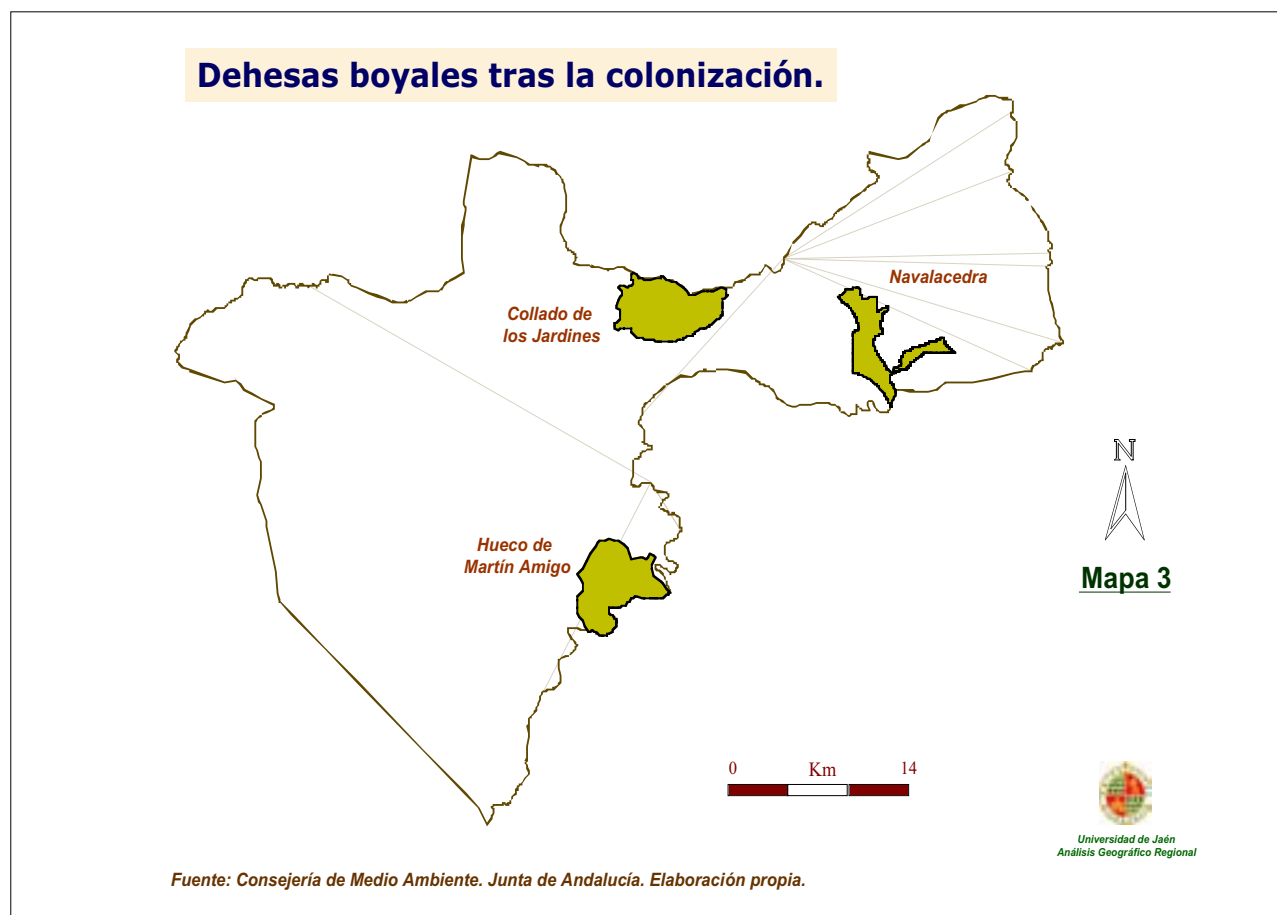 Dehesas boyales tras la colonización.
Navalacedra
Collado de
los Jardines
N
Hueco de
Martín Amigo
Mapa 3
0 Km 14
Universidad de Jaén
Análisis Geográfico Regional
Fuente: Consejería de Medio Ambiente. Junta de Andalucía. Elaboración propia.